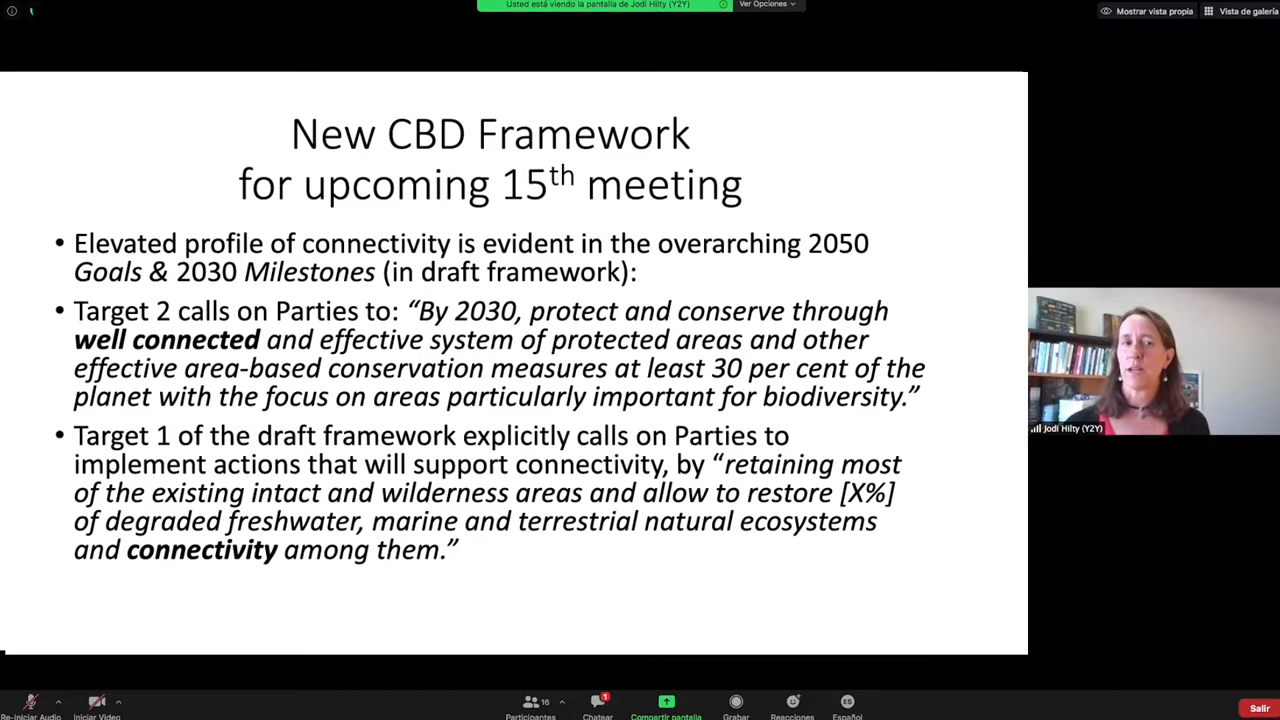 Usted está viendo la pantalla de Jodi Hilty (Y2Y)
Ver Opciones
Mostrar vista propia
Vista de galería
New CBD Framework
for upcoming 15th meeting
• Elevated profile of connectivity is evident in the overarching 2050
Goals & 2030 Milestones (in draft framework):
• Target 2 calls on Parties to: “By 2030, protect and conserve through
well connected and effective system of protected areas and other
effective area-based conservation measures at least 30 per cent of the
planet with the focus on areas particularly important for biodiversity.”
• Target 1 of the draft framework explicitly calls on Parties to
implement actions that will support connectivity, by “retaining most
of the existing intact and wilderness areas and allow to restore [X%]
of degraded freshwater, marine and terrestrial natural ecosystems
and connectivity among them.”
Jodi Hilty (Y2Y)
16
1
ES
Re-Iniciar Audio
Iniciar Video
Participantes
Chatear
Compartir pantalla
Grabar
Reacciones
Español
Salir